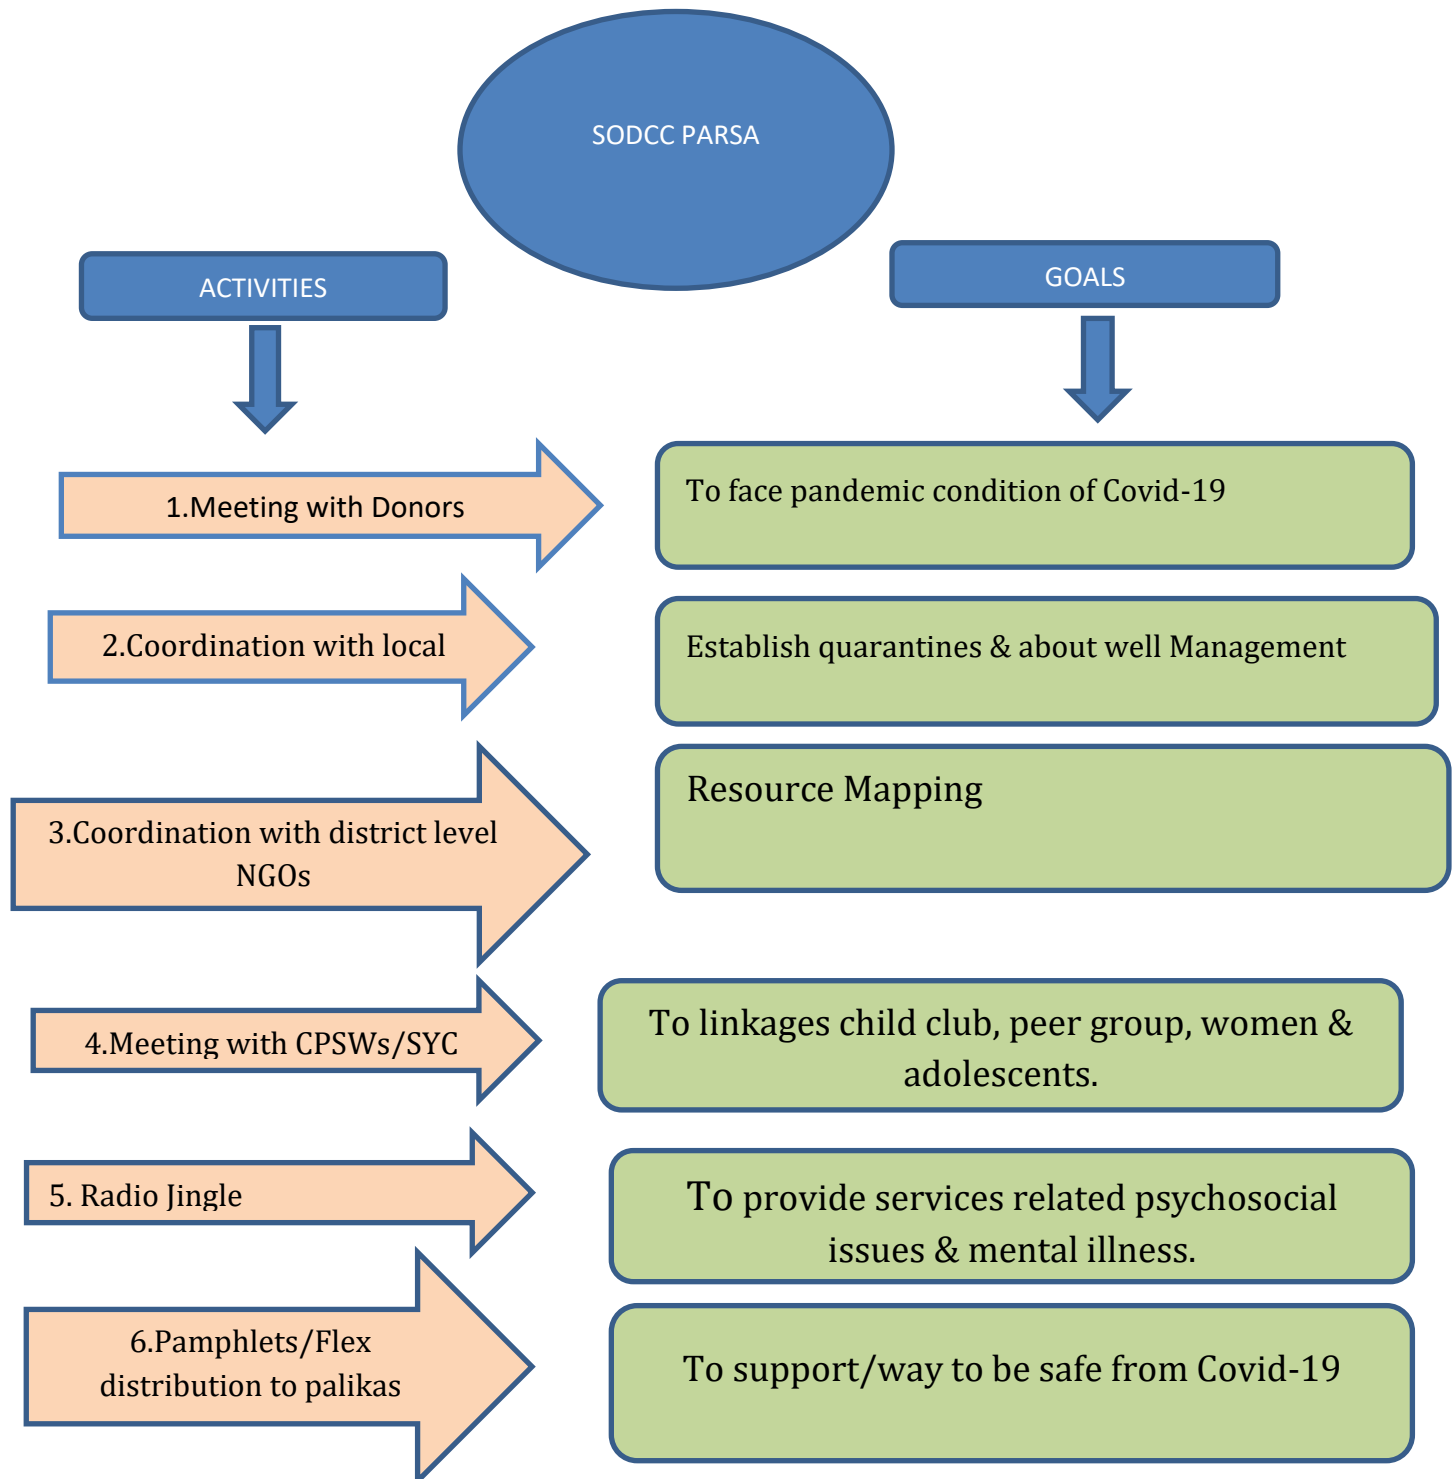 SODCC PARSA
ACTIVITIES
GOALS
1.Meeting with Donors
To face pandemic condition of Covid-19
2.Coordination with local
Establish quarantines & about well Management
3.Coordination with district level
NGOs
Resource Mapping
4.Meeting with CPSWs/SYC
To linkages child club, peer group, women &
adolescents.
5. Radio Jingle
To provide services related psychosocial
issues & mental illness.
6.Pamphlets/Flex
distribution to palikas
To support/way to be safe from Covid-19